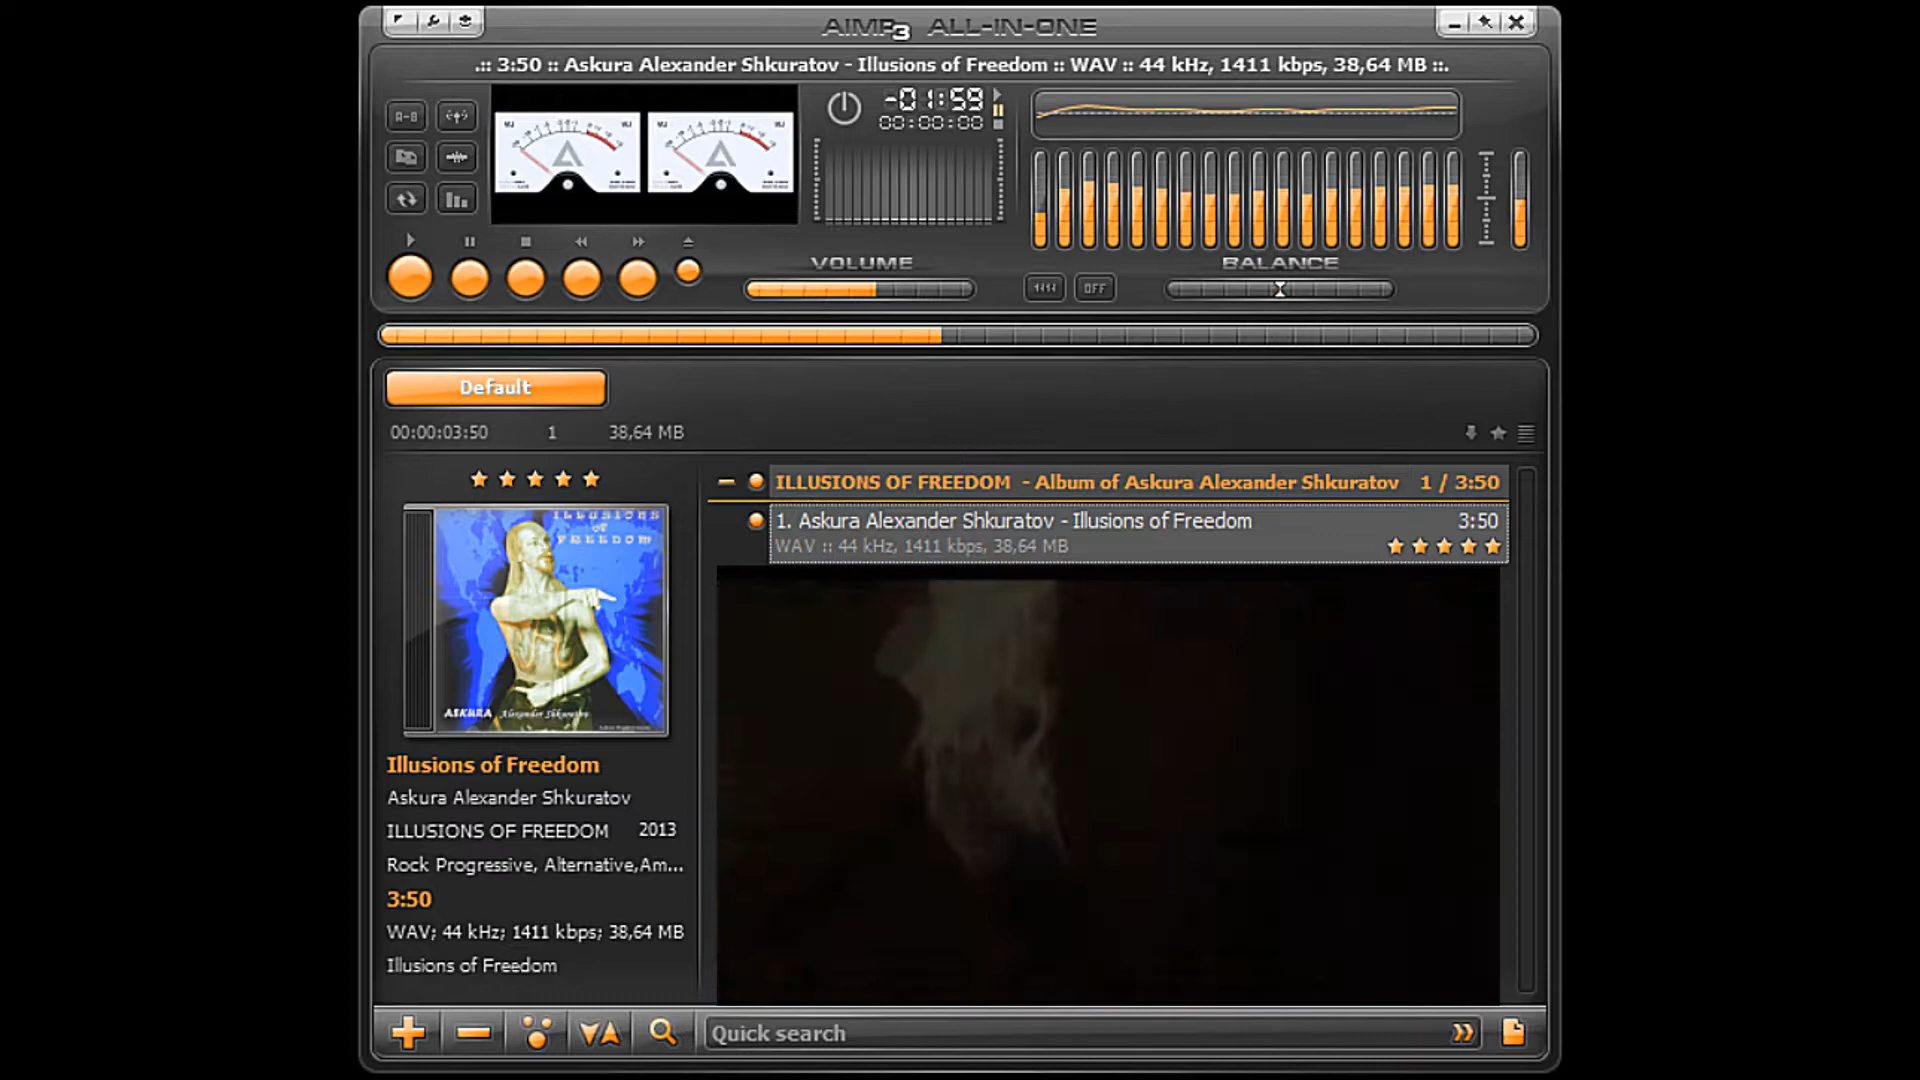 AIMP3 ALL-IN-ONE
.:: 3:50 :: Askura Alexander Shkuratov - Illusions of Freedom :: WAV :: 44 kHz, 1411 kbps, 38,64 MB ::.
A-B
-01:59
00:00:00
VOLUME
OFF
BALANCE
Default
00:00:03:50 1 38,64 MB
ILLUSIONS OF FREEDOM - Album of Askura Alexander Shkuratov 1 / 3:50
1. Askura Alexander Shkuratov - Illusions of Freedom 3:50
WAV :: 44 kHz, 1411 kbps, 38,64 MB
ILLUSIONS
of
FREEDOM
ASKURA Alexander Shkuratov
Illusions of Freedom
Askura Alexander Shkuratov
ILLUSIONS OF FREEDOM 2013
Rock Progressive, Alternative,Am...
3:50
WAV; 44 kHz; 1411 kbps; 38,64 MB
Illusions of Freedom
Quick search